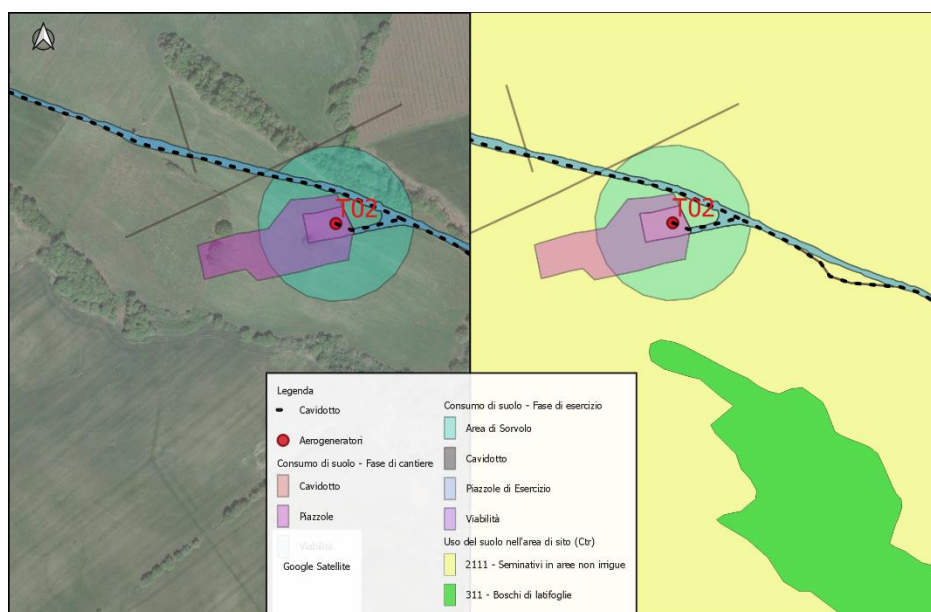 T02
T02
Legenda
Cavidotto
Aerogeneratori
Consumo di suolo - Fase di cantiere
Cavidotto
Piazzole
Viabilità
Google Satellite
Consumo di suolo - Fase di esercizio
Area di Sorvolo
Cavidotto
Piazzole di Esercizio
Viabilità
Uso del suolo nell'area di sito (Ctr)
2111 - Seminativi in aree non irrigue
311 - Boschi di latifoglie